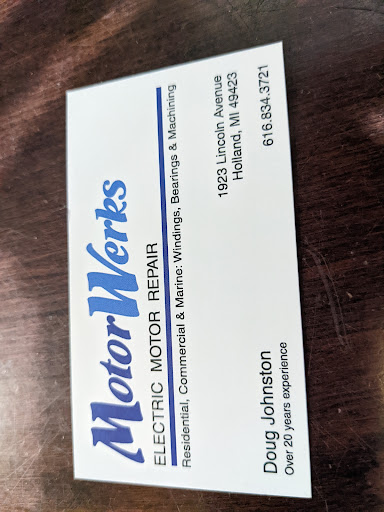 MotorWerks
ELECTRIC MOTOR REPAIR
Residential, Commercial & Marine: Windings, Bearings & Machining
1923 Lincoln Avenue
Holland, MI 49423
Doug Johnston
616.834.3721
Over 20 years experience